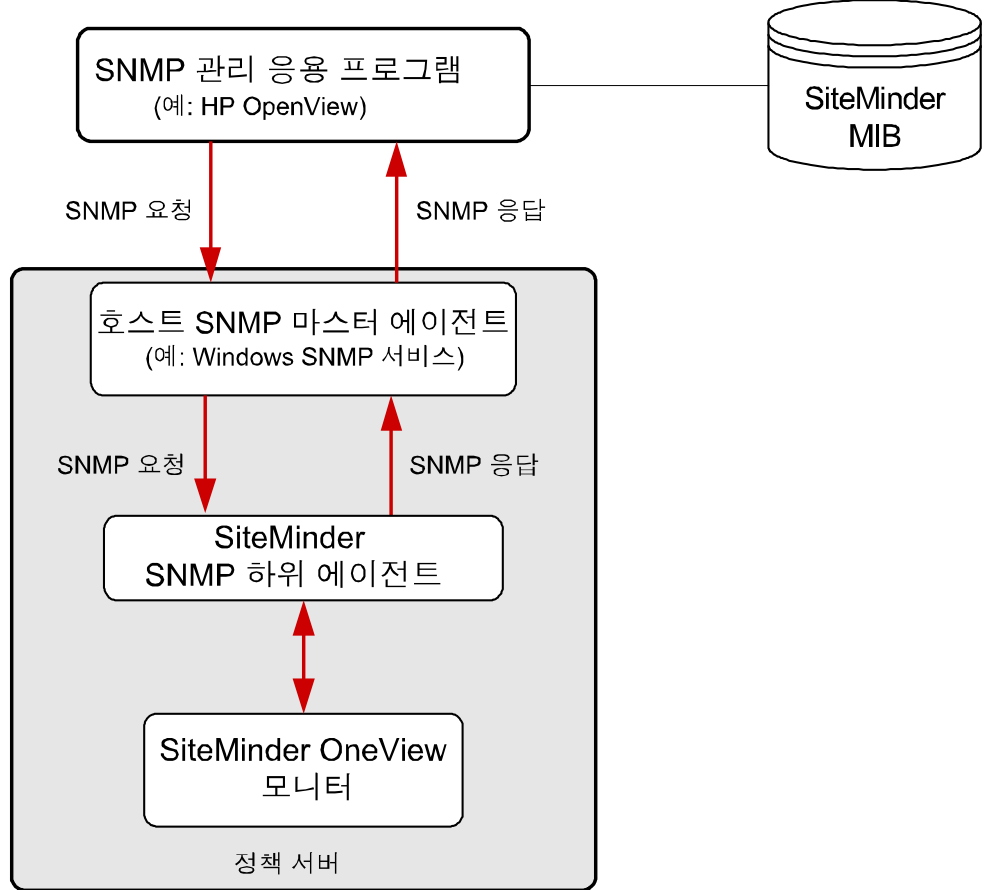 SNMP 관리 응용 프로그램
(예: HP OpenView)
SiteMinder
MIB
SNMP 요청
SNMP 응답
호스트 SNMP 마스터 에이전트
(예: Windows SNMP 서비스)
SNMP 요청
SNMP 응답
SiteMinder
SNMP 하위 에이전트
SiteMinder OneView
모니터
정책 서버